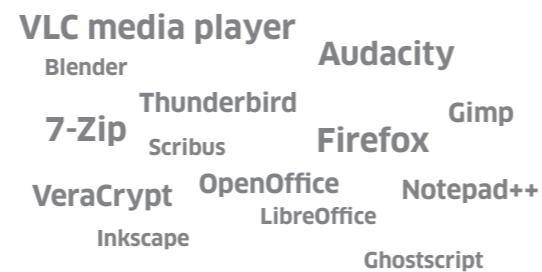 VLC media player
Audacity
Blender
Thunderbird
Gimp
7-Zip
Firefox
Scribus
OpenOffice
Notepad++
VeraCrypt
LibreOffice
Inkscape
Ghostscript